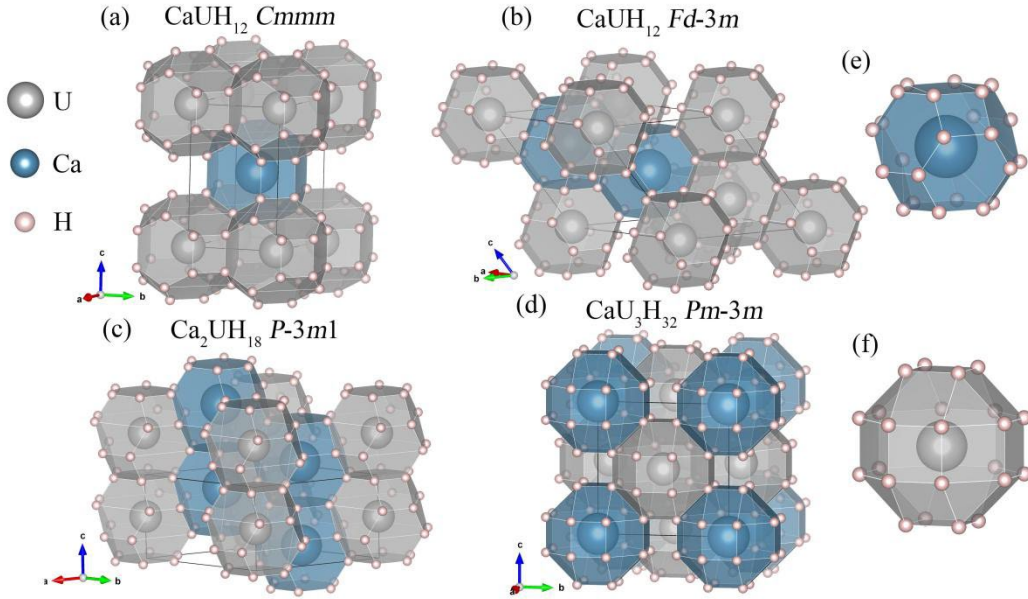 (a) CaUH₁₂ Cmmm
(b) CaUH₁₂ Fd-3m
U
Ca
H
(e)
c
a
b
c
a
b
(c) Ca₂UH₁₈ P-3m1
(d) CaU₃H₃₂ Pm-3m
(f)
c
a
b
c
a
b